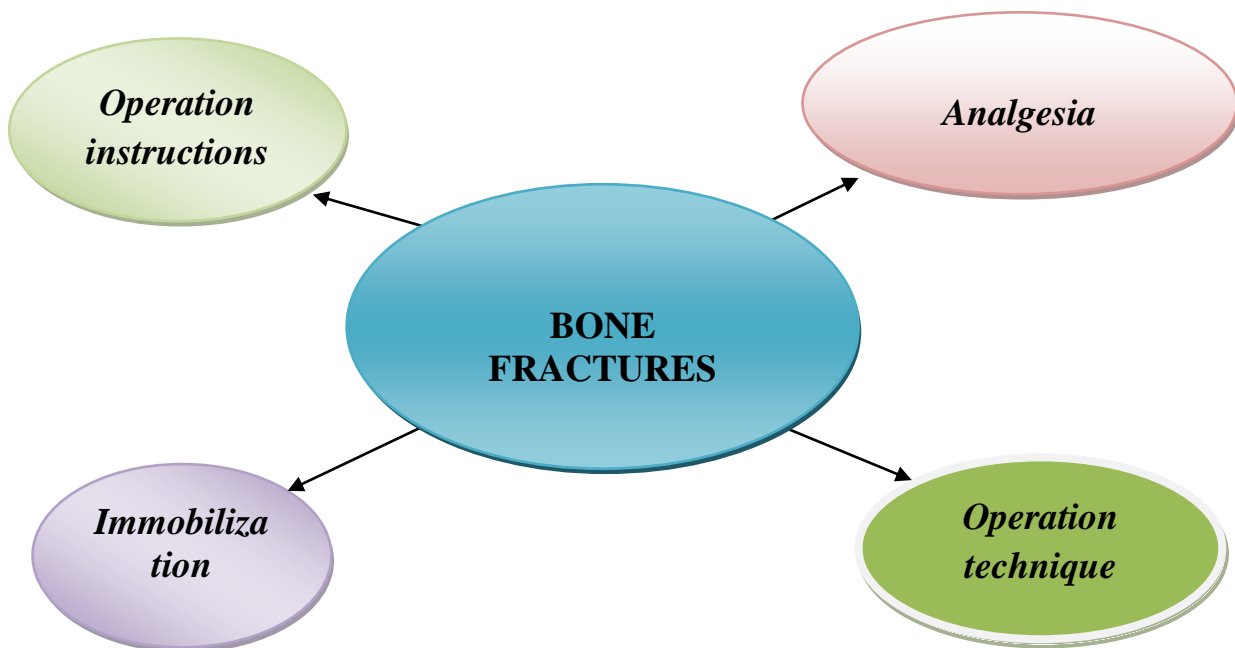 Operation
instructions
Analgesia
BONE
FRACTURES
Immobiliza
tion
Operation
technique